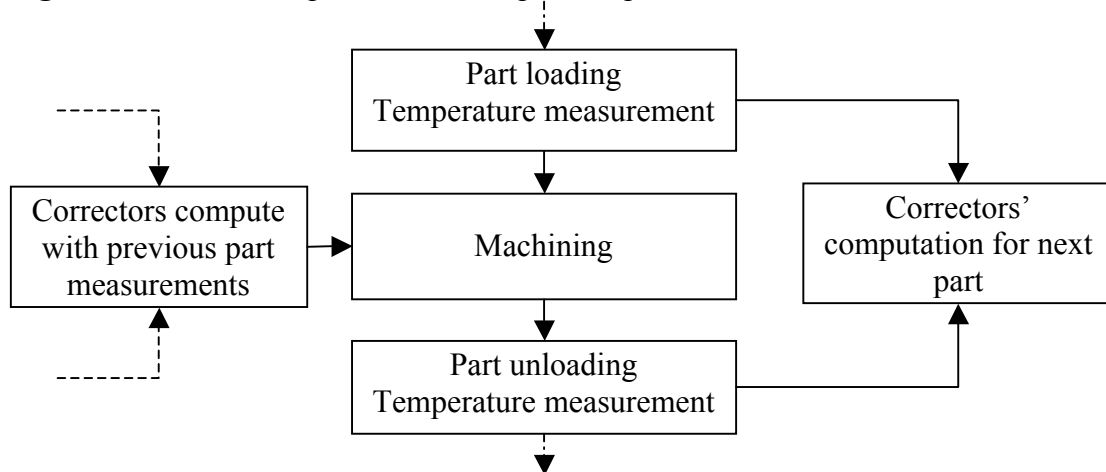 Part loading
Temperature measurement
Correctors compute
with previous part
measurements
Machining
Correctors’
computation for next
part
Part unloading
Temperature measurement